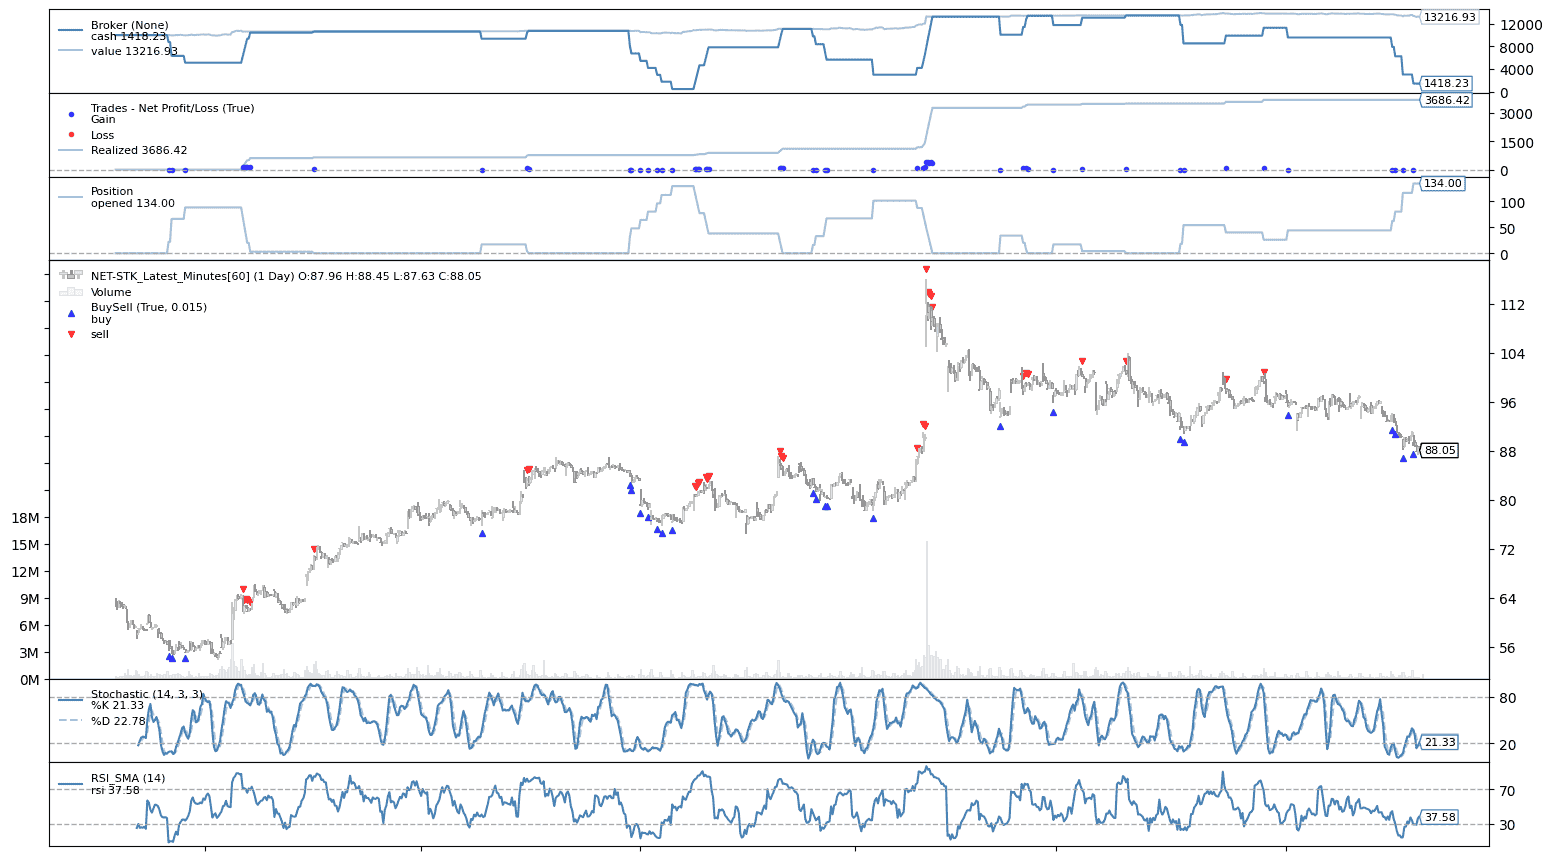 Broker (None)
cash 1418.23
value 13216.93
13216.93
12000
8000
4000
1418.23
0
Trades - Net Profit/Loss (True)
Gain
Loss
Realized 3686.42
3686.42
3000
1500
0
Position
opened 134.00
134.00
100
50
0
NET-STK_Latest_Minutes[60] (1 Day) O:87.96 H:88.45 L:87.63 C:88.05
Volume
BuySell (True, 0.015)
buy
sell
112
104
96
88.05
88
80
72
64
56
18M
15M
12M
9M
6M
3M
0M
Stochastic (14, 3, 3)
%K 21.33
%D 22.78
80
21.33
20
RSI_SMA (14)
rsi 37.58
70
37.58
30